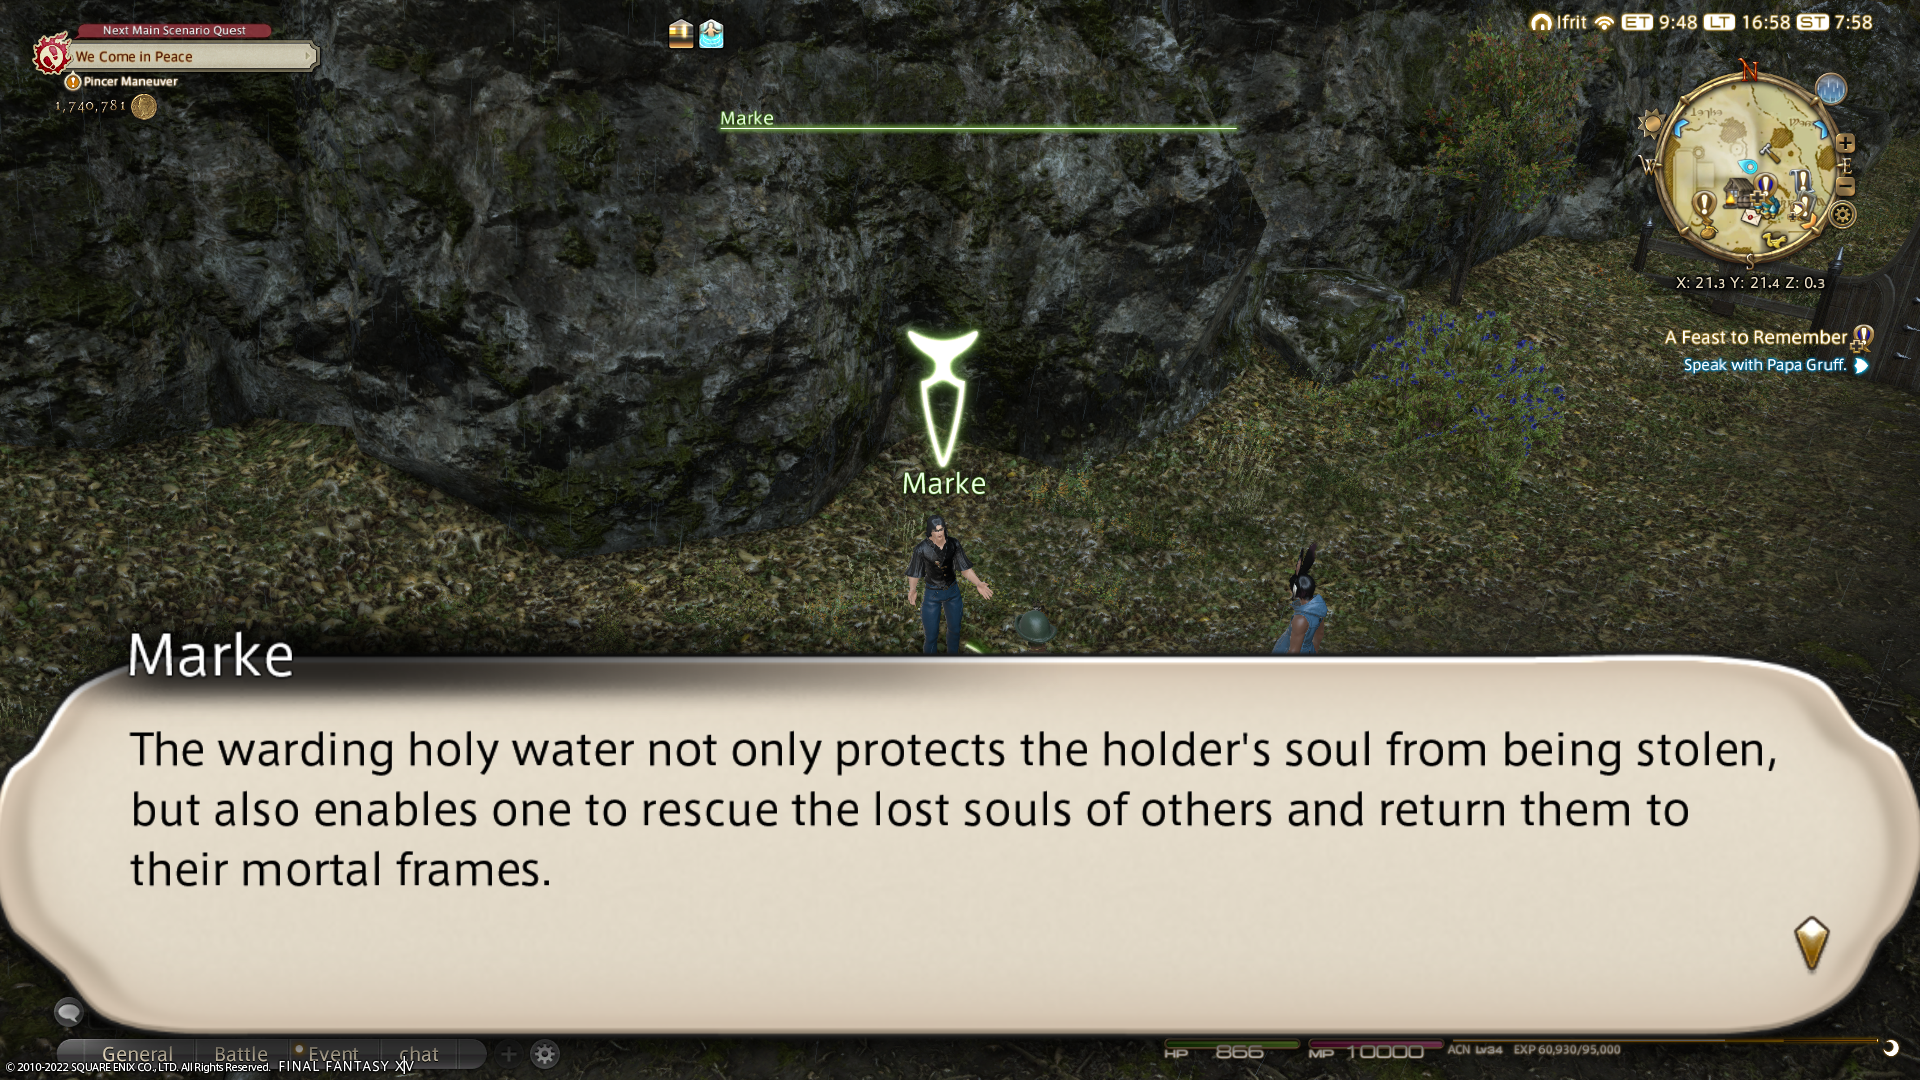 Next Main Scenario Quest
We Come in Peace
Pincer Maneuver
1,740,781
Ifrit ET 9:48 LT 16:58 ST 7:58
Marke
N
W
E
S
X: 21.3 Y: 21.4 Z: 0.3
A Feast to Remember
Speak with Papa Gruff.
Marke
Marke
The warding holy water not only protects the holder's soul from being stolen,
but also enables one to rescue the lost souls of others and return them to
their mortal frames.
General Battle Event chat
HP 866 MP 10000 ACN Lv34 EXP 60,930/95,000
© 2010-2022 SQUARE ENIX CO., LTD. All Rights Reserved. FINAL FANTASY XIV